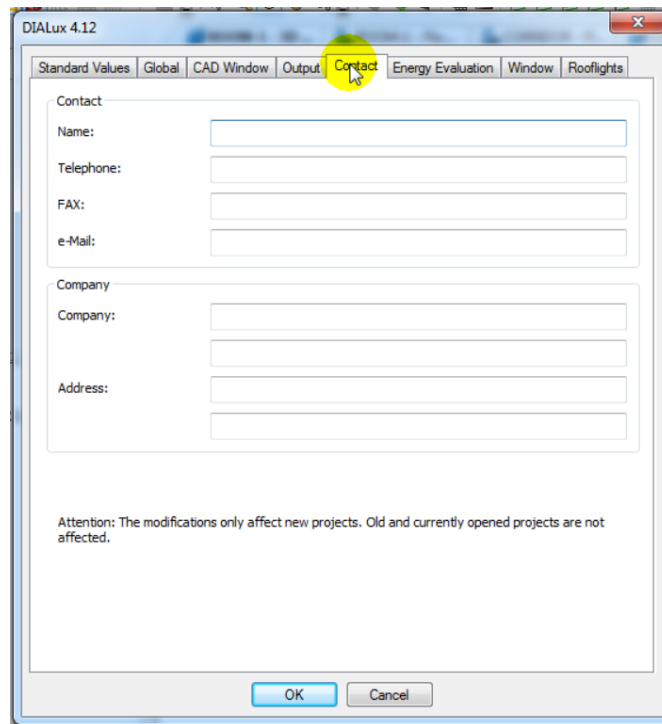 DIALux 4.12
Standard Values Global CAD Window Output Contact Energy Evaluation Window Rooflights
Contact
Name:
Telephone:
FAX:
e-Mail:
Company
Company:
Address:
Attention: The modifications only affect new projects. Old and currently opened projects are not
affected.
OK Cancel